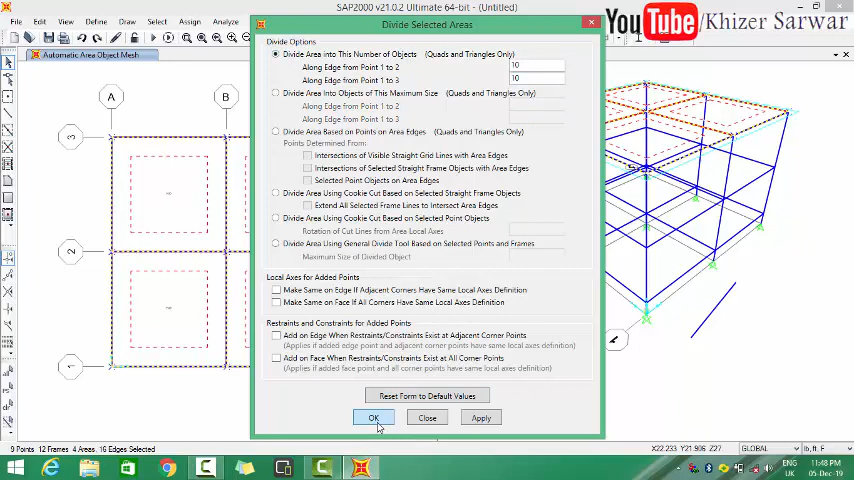 SAP2000 v21.0.2 Ultimate 64-bit - (Untitled)
YouTube/Khizer Sarwar
File Edit View Define Draw Select Assign Analyze
Automatic Area Object Mesh
A B
3
2
1
Divide Selected Areas
Divide Options
Divide Area into This Number of Objects (Quads and Triangles Only)
Along Edge from Point 1 to 2 10
Along Edge from Point 1 to 3 10
Divide Area Into Objects of This Maximum Size (Quads and Triangles Only)
Along Edge from Point 1 to 2
Along Edge from Point 1 to 3
Divide Area Based on Points on Area Edges (Quads and Triangles Only)
Points Determined From:
Intersections of Visible Straight Grid Lines with Area Edges
Intersections of Selected Straight Frame Objects with Area Edges
Selected Point Objects on Area Edges
Divide Area Using Cookie Cut Based on Selected Straight Frame Objects
Extend All Selected Frame Lines to Intersect Area Edges
Divide Area Using Cookie Cut Based on Selected Point Objects
Rotation of Cut Lines from Area Local Axes
Divide Area Using General Divide Tool Based on Selected Points and Frames
Maximum Size of Divided Object
Local Axes for Added Points
Make Same on Edge If Adjacent Corners Have Same Local Axes Definition
Make Same on Face If All Corners Have Same Local Axes Definition
Restraints and Constraints for Added Points
Add on Edge When Restraints/Constraints Exist at Adjacent Corner Points
(Applies if added edge point and adjacent corner points have same local axes definition)
Add on Face When Restraints/Constraints Exist at All Corner Points
(Applies if added face point and all corner points have same local axes definition)
Reset Form to Default Values
OK Close Apply
9 Points, 12 Frames, 4 Areas, 16 Edges Selected
X22.233 Y21.906 Z27
GLOBAL
lb, ft, F
ENG
UK
11:48 PM
05-Dec-19